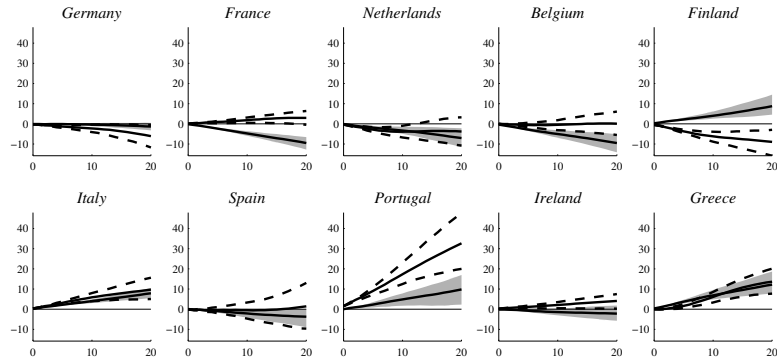 Germany France Netherlands Belgium Finland
40 40 40 40 40
30 30 30 30 30
20 20 20 20 20
10 10 10 10 10
0 0 0 0 0
−10 −10 −10 −10 −10
0 10 20 0 10 20 0 10 20 0 10 20 0 10 20
Italy Spain Portugal Ireland Greece
40 40 40 40 40
30 30 30 30 30
20 20 20 20 20
10 10 10 10 10
0 0 0 0 0
−10 −10 −10 −10 −10
0 10 20 0 10 20 0 10 20 0 10 20 0 10 20